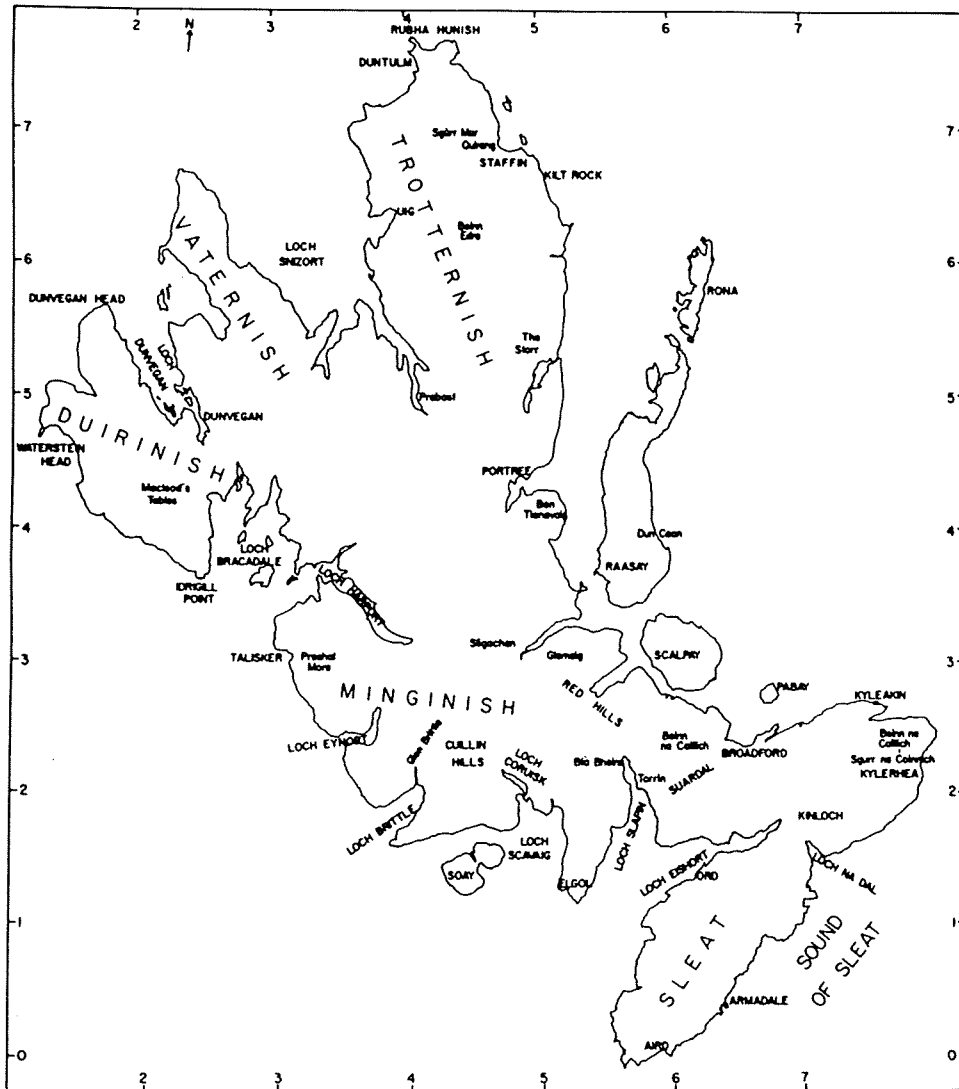 2 3 4 5 6 7
N
RUBHA HUNISH
DUNTULM
7 7
Sgùrr Mor
Quirang
STAFFIN
KILT ROCK
TROTTERNISH
UIG
Beinn
Edra
VATERNISH
LOCH
SNIZORT
6 6
DUNVEGAN HEAD
RONA
LOCH
DUNVEGAN
The
Storr
5 5
Prabost
DUNVEGAN
DUIRINISH
WATERSTEIN
HEAD
Macleod's
Tables
PORTREE
Ben
Tianavaig
4 4
Dun Caan
LOCH
BRACADALE
RAASAY
IDRIGILL
POINT
LOCH HARPORT
Sligachan
3 3
TALISKER
Preshal
More
Glamaig
SCALPAY
RED
HILLS
PABAY
MINGINISH
KYLEAKIN
LOCH EYHORT
Glen Brittle
CUILLIN
HILLS
LOCH
CORUISK
Beinn
na Caillich
BROADFORD
Beinn na
Caillich
Sgurr na Coinnich
KYLERHEA
Bla Bheinn
Torrin
SUARDAL
2 2
LOCH BRITTLE
KINLOCH
LOCH
SCAVAIG
LOCH SLAPIN
SOAY
ELGOL
LOCH EISHORT
ORD
LOCH NA DAL
1 1
SLEAT
SOUND
OF SLEAT
ARMADALE
AIRD
0 0
2 3 4 5 6 7